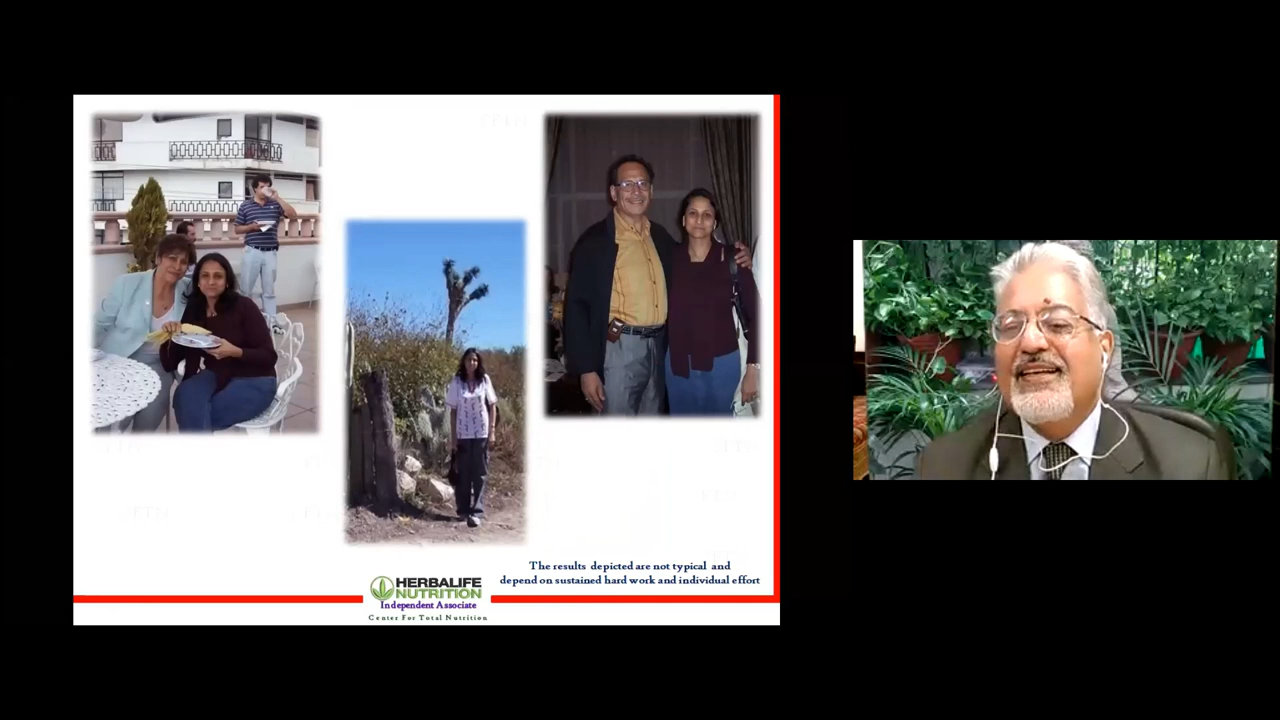 The results depicted are not typical and
depend on sustained hard work and individual effort
HERBALIFE
NUTRITION
Independent Associate
Center For Total Nutrition